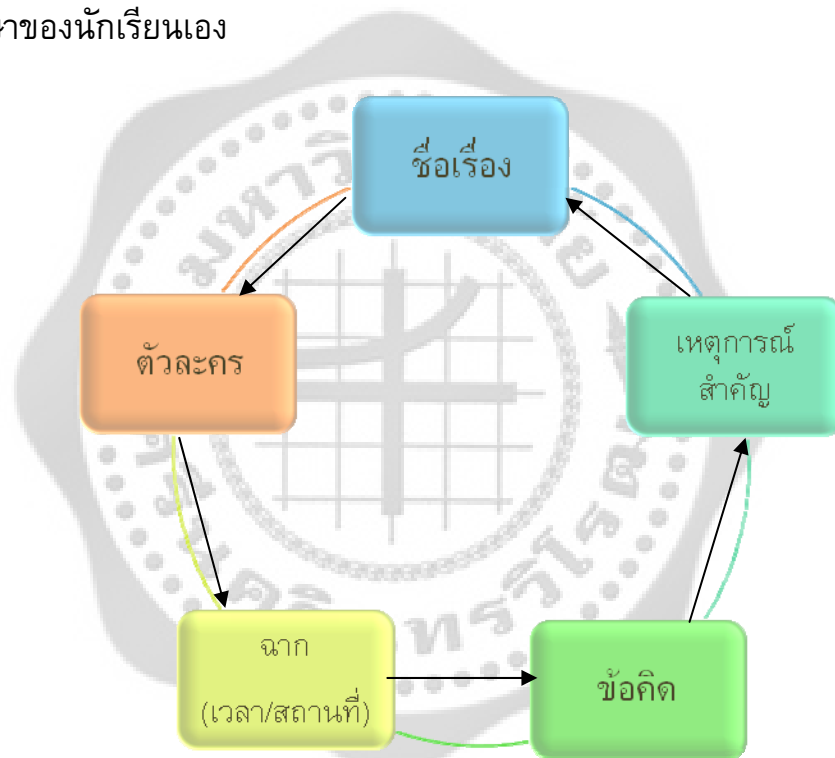 ของนักเรียนเอง
ชื่อเรื่อง
ตัวละคร
เหตุการณ์
สำคัญ
ฉาก
(เวลา/สถานที่)
ข้อคิด